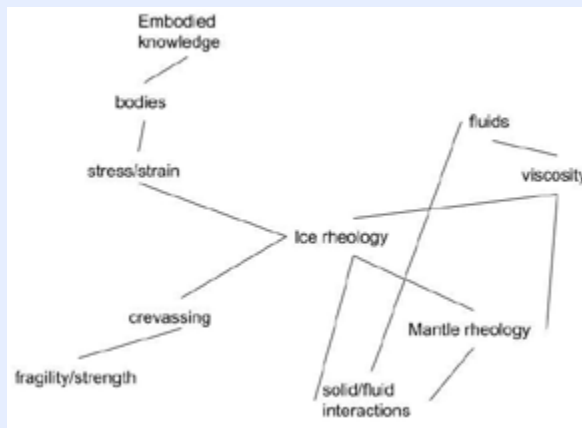 Embodied
knowledge
bodies
fluids
stress/strain
viscosity
Ice rheology
crevassing
Mantle rheology
fragility/strength
solid/fluid
interactions